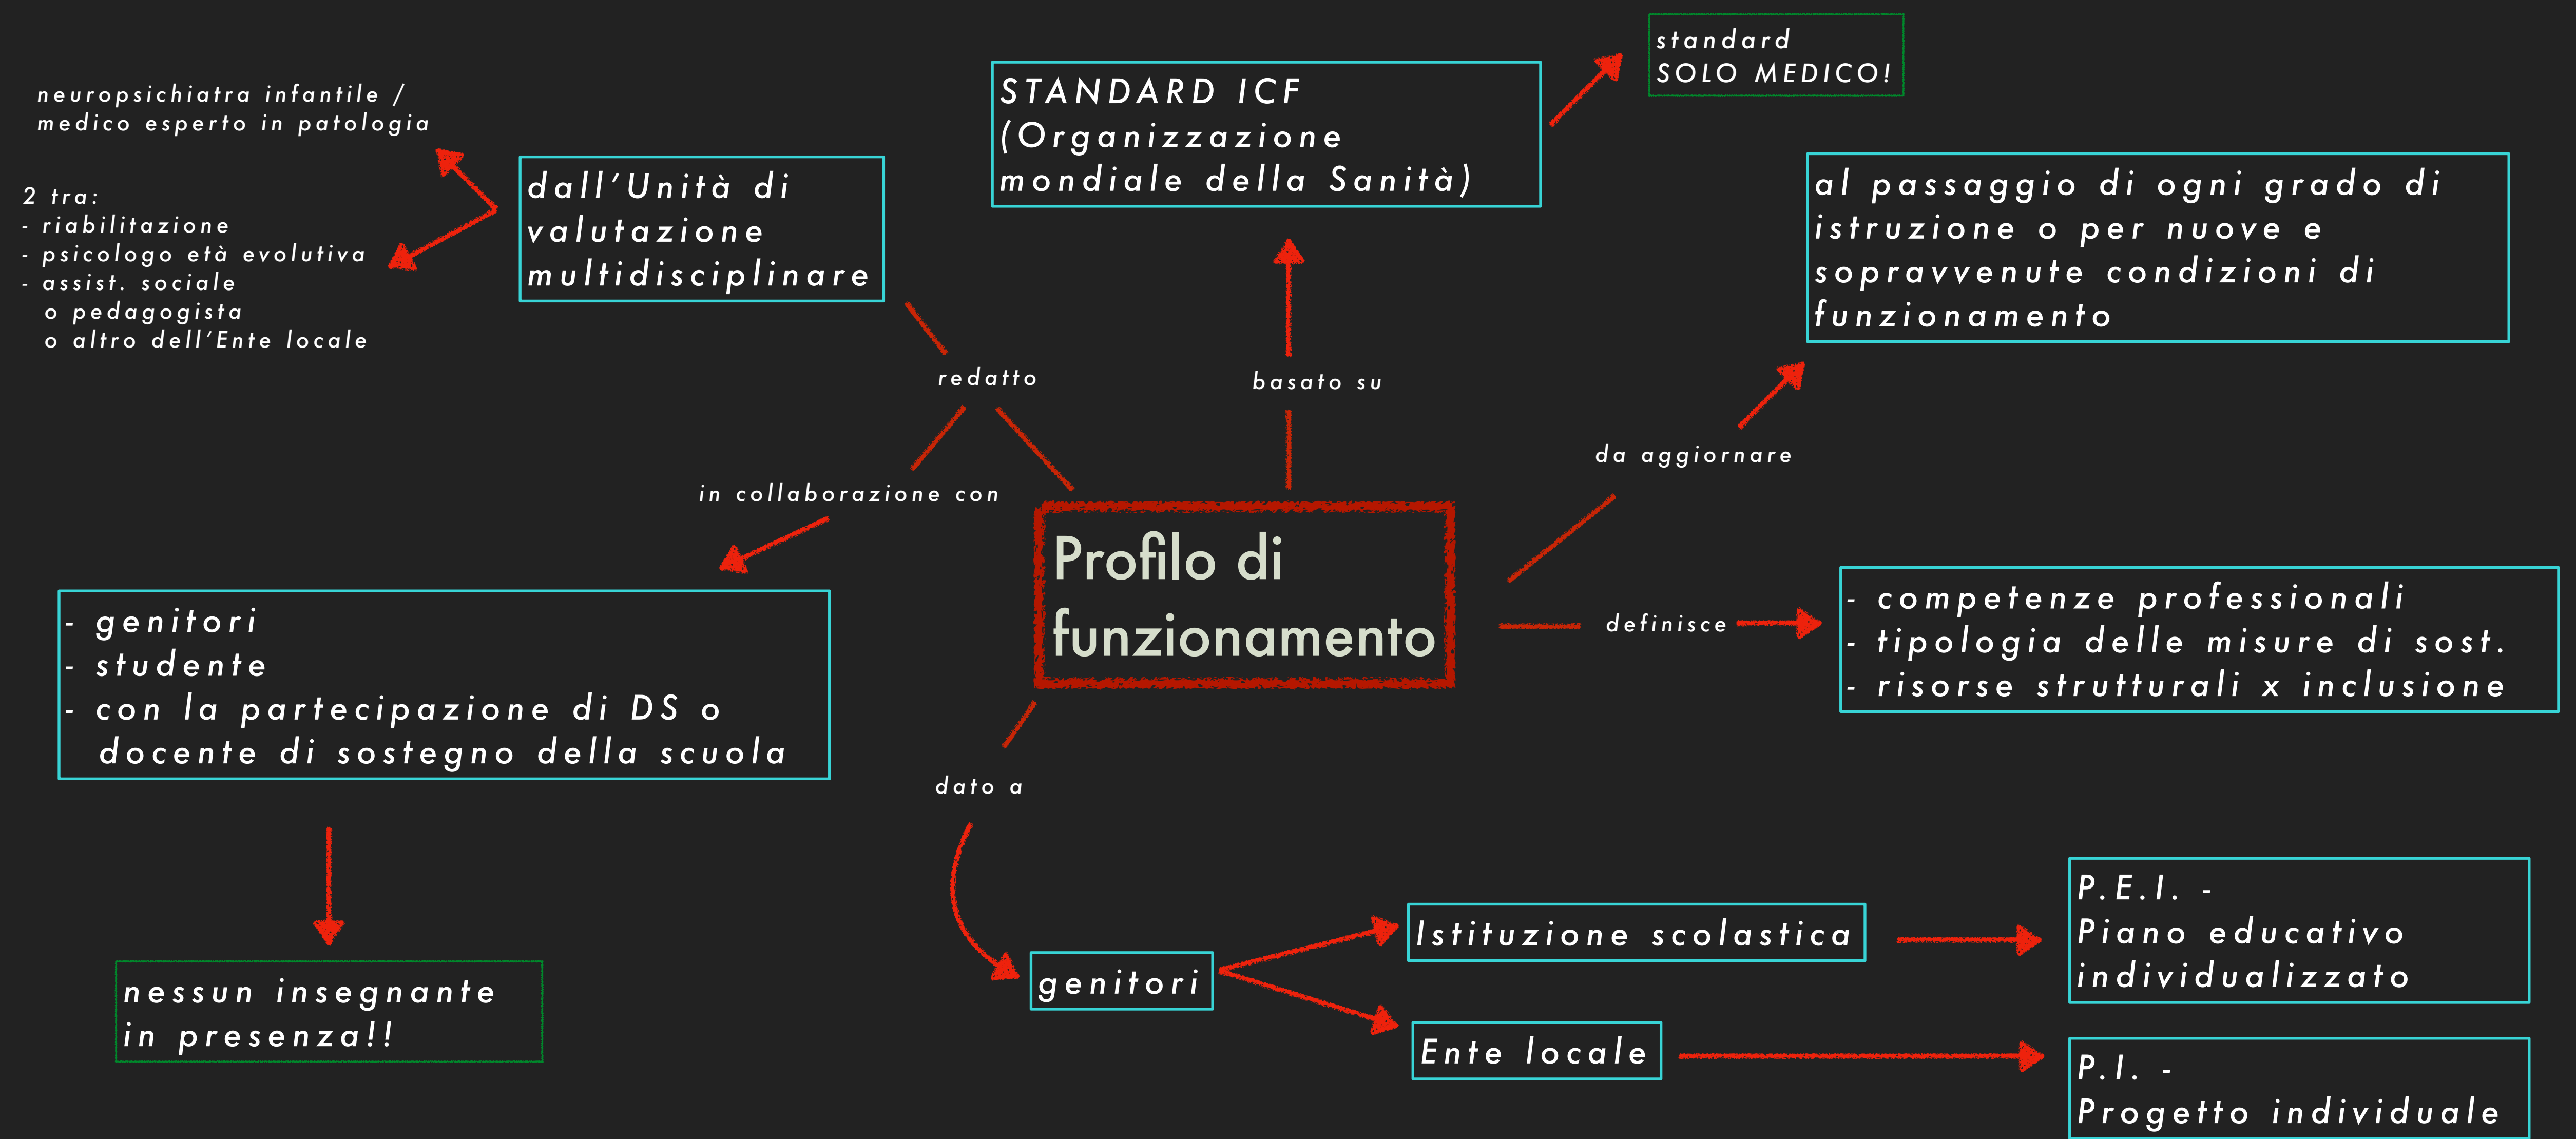 standard
SOLO MEDICO!
STANDARD ICF
(Organizzazione
mondiale della Sanità)
neuropsichiatra infantile /
medico esperto in patologia
2 tra:
- riabilitazione
- psicologo età evolutiva
- assist. sociale
o pedagogista
o altro dell’Ente locale
dall’Unità di
valutazione
multidisciplinare
al passaggio di ogni grado di
istruzione o per nuove e
sopravvenute condizioni di
funzionamento
redatto
basato su
da aggiornare
in collaborazione con
Profilo di
funzionamento
- genitori
- studente
- con la partecipazione di DS o
docente di sostegno della scuola
definisce
- competenze professionali
- tipologia delle misure di sost.
- risorse strutturali x inclusione
dato a
nessun insegnante
in presenza!!
genitori
Istituzione scolastica
Ente locale
P.E.I. -
Piano educativo
individualizzato
P.I. -
Progetto individuale